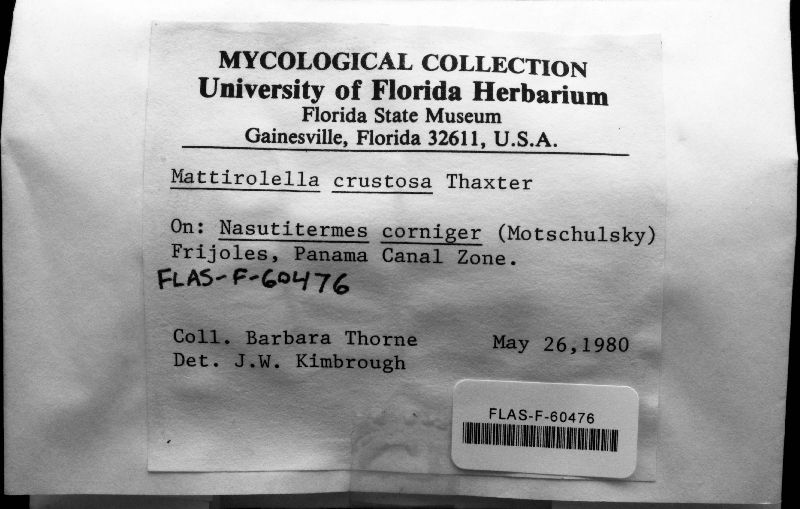 MYCOLOGICAL COLLECTION
University of Florida Herbarium
Florida State Museum
Gainesville, Florida 32611, U.S.A.
Mattirolella crustosa Thaxter
On: Nasutitermes corniger (Motschulsky)
Frijoles, Panama Canal Zone.
FLAS-F-60476
Coll. Barbara Thorne May 26,1980
Det. J.W. Kimbrough
FLAS-F-60476